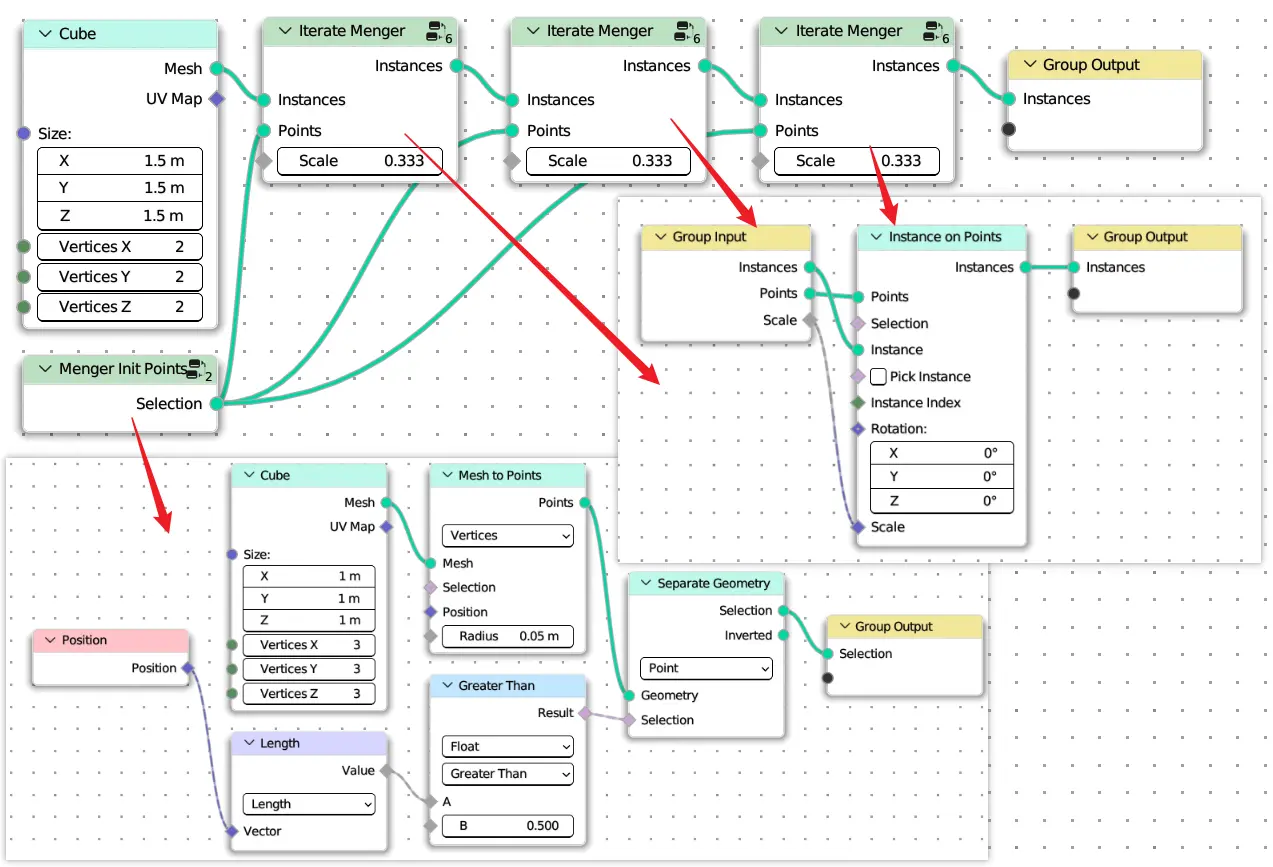 Cube
Mesh
UV Map
Size:
X 1.5 m
Y 1.5 m
Z 1.5 m
Vertices X 2
Vertices Y 2
Vertices Z 2
Menger Init Points 2
Selection
Iterate Menger 6
Instances
Instances
Points
Scale 0.333
Iterate Menger 6
Instances
Instances
Points
Scale 0.333
Iterate Menger 6
Instances
Instances
Points
Scale 0.333
Group Output
Instances
Group Input
Instances
Points
Scale
Instance on Points
Instances
Points
Selection
Instance
Pick Instance
Instance Index
Rotation:
X 0°
Y 0°
Z 0°
Scale
Group Output
Instances
Position
Position
Cube
Mesh
UV Map
Size:
X 1 m
Y 1 m
Z 1 m
Vertices X 3
Vertices Y 3
Vertices Z 3
Length
Value
Length
Vector
Mesh to Points
Points
Vertices
Mesh
Selection
Position
Radius 0.05 m
Greater Than
Result
Float
Greater Than
A
B 0.500
Separate Geometry
Selection
Inverted
Point
Geometry
Selection
Group Output
Selection